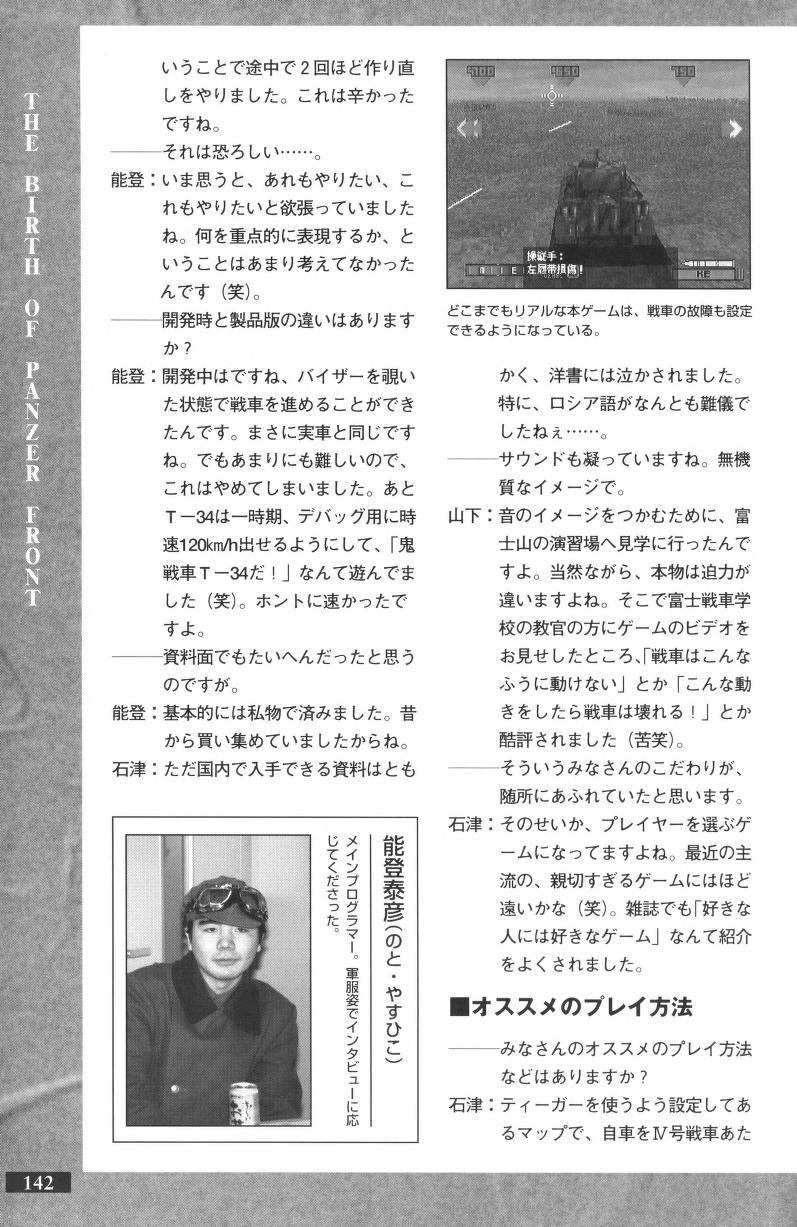 THE BIRTH OF PANZER FRONT
いうことで途中で2回ほど作り直
しをやりました。これは辛かった
ですね。
――それは恐ろしい……。
能登：いま思うと、あれもやりたい、こ
れもやりたいと欲張っていました
ね。何を重点的に表現するか、と
いうことはあまり考えてなかった
んです（笑）。
――開発時と製品版の違いはあります
か？
能登：開発中はですね、バイザーを覗い
た状態で戦車を進めることができ
たんです。まさに実車と同じです
ね。でもあまりにも難しいので、
これはやめてしまいました。あと
T－34は一時期、デバッグ用に時
速120㎞/h出せるようにして、「鬼
戦車T－34だ！」なんて遊んでま
した（笑）。ホントに速かったで
すよ。
――資料面でもたいへんだったと思う
のですが。
能登：基本的には私物で済みました。昔
から買い集めていましたからね。
石津：ただ国内で入手できる資料はとも
能登泰彦（のと・やすひこ）
メインプログラマー。軍服姿でインタビューに応
じてくださった。
4700
4650
750
操縦手：
左履帯損傷！
HE
どこまでもリアルな本ゲームは、戦車の故障も設定
できるようになっている。
かく、洋書には泣かされました。
特に、ロシア語がなんとも難儀で
したねぇ……。
――サウンドも凝っていますね。無機
質なイメージで。
山下：音のイメージをつかむために、富
士山の演習場へ見学に行ったんで
すよ。当然ながら、本物は迫力が
違いますよね。そこで富士戦車学
校の教官の方にゲームのビデオを
お見せしたところ、「戦車はこんな
ふうに動けない」とか「こんな動
きをしたら戦車は壊れる！」とか
酷評されました（苦笑）。
――そういうみなさんのこだわりが、
随所にあふれていたと思います。
石津：そのせいか、プレイヤーを選ぶゲ
ームになってますよね。最近の主
流の、親切すぎるゲームにはほど
遠いかな（笑）。雑誌でも「好きな
人には好きなゲーム」なんて紹介
をよくされました。
■オススメのプレイ方法
――みなさんのオススメのプレイ方法
などはありますか？
石津：ティーガーを使うよう設定してあ
るマップで、自車をⅣ号戦車あた
142